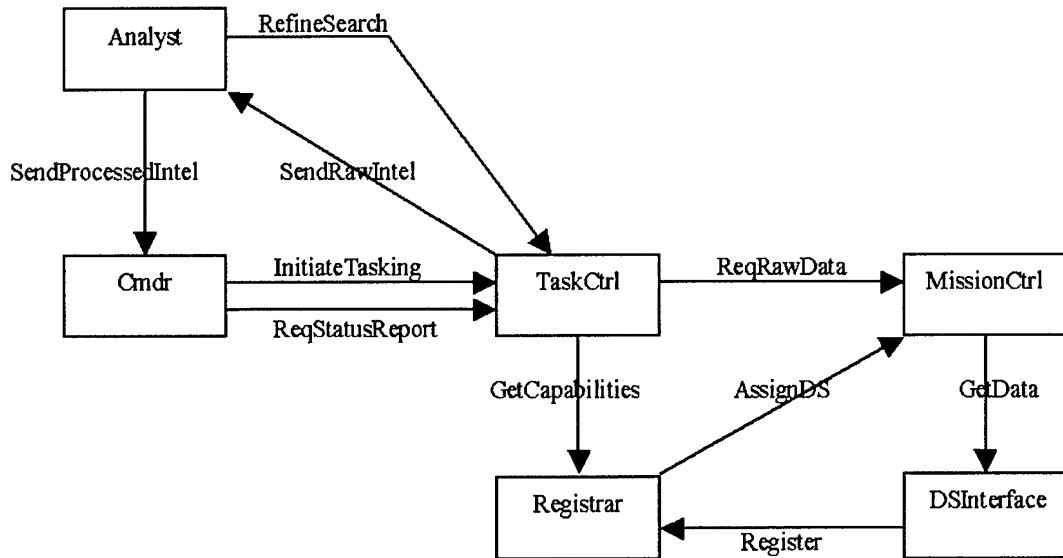 Analyst
RefineSearch
SendProcessedIntel
SendRawIntel
Cmdr
InitiateTasking
ReqStatusReport
TaskCtrl
ReqRawData
MissionCtrl
GetCapabilities
AssignDS
GetData
Registrar
Register
DSInterface